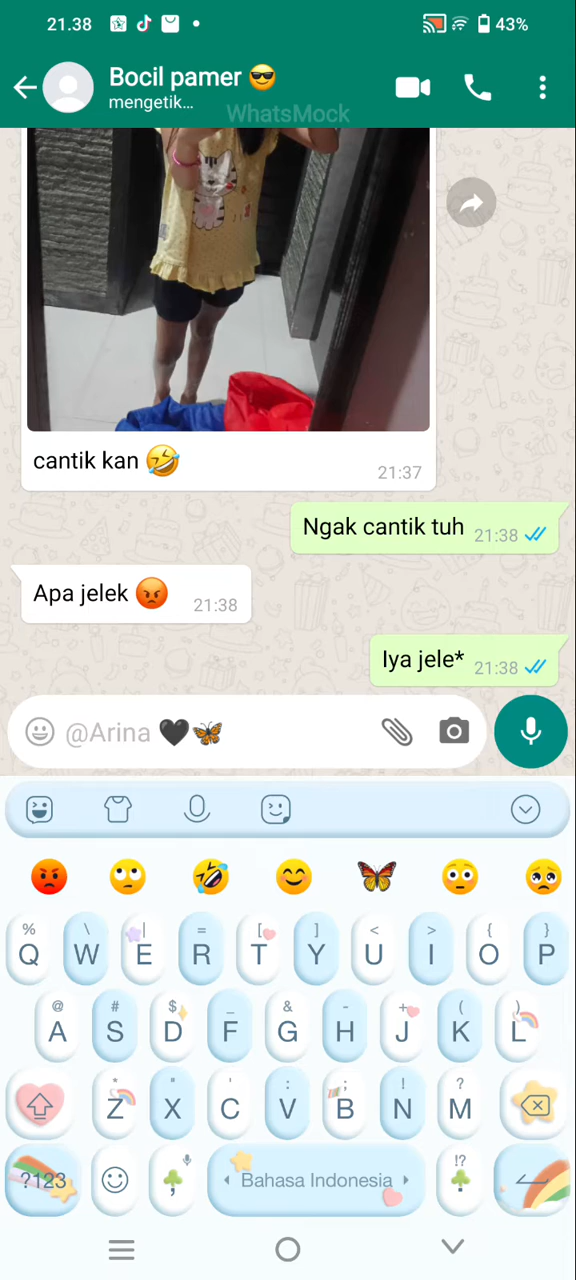 21.38 43%
Bocil pamer 😎
mengetik...
WhatsMock
cantik kan 🤣
21:37
Ngak cantik tuh 21:38
Apa jelek 😡 21:38
Iya jele* 21:38
@Arina 🖤🦋
😡 🙄 🤣 😊 🦋 😳 🥺
% \ | = [ ] < > { }
Q W E R T Y U I O P
@ # $ _ & - + ( )
A S D F G H J K L
* " ' : ; ! ?
Z X C V B N M
!?
?123 , Bahasa Indonesia